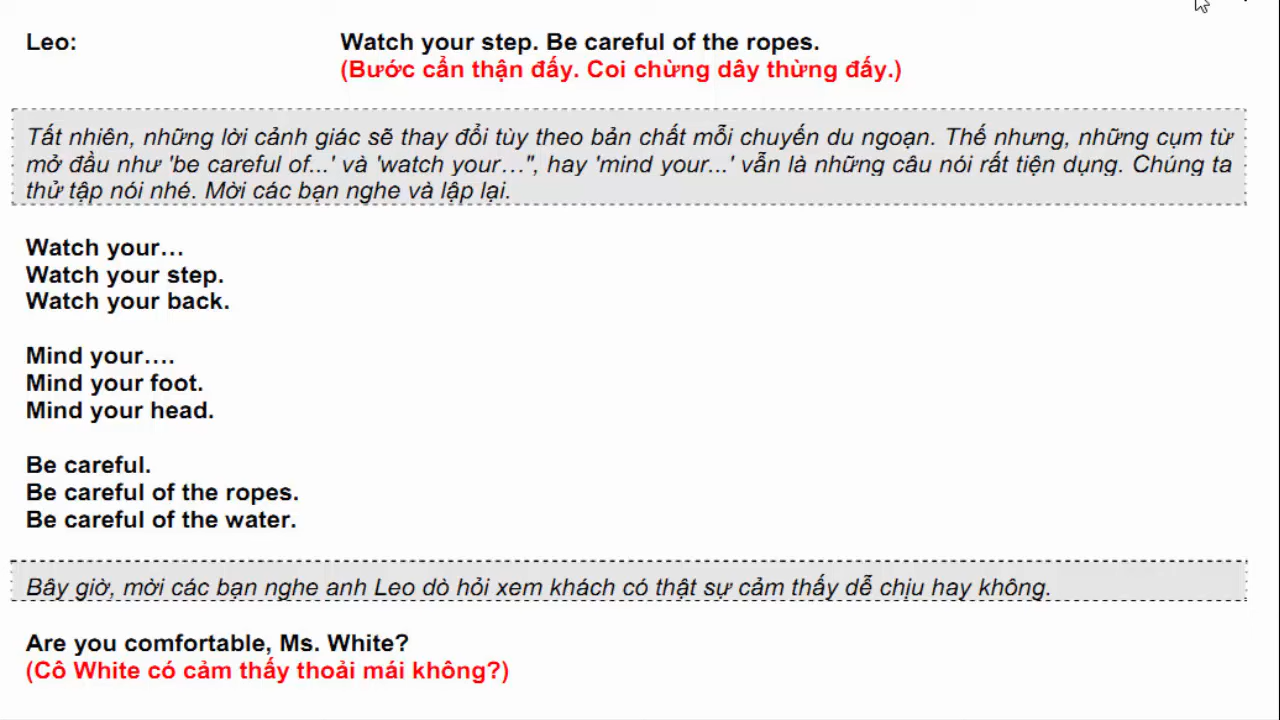 Leo: Watch your step. Be careful of the ropes.
(Bước cẩn thận đấy. Coi chừng dây thừng đấy.)
Tất nhiên, những lời cảnh giác sẽ thay đổi tùy theo bản chất mỗi chuyến du ngoạn. Thế nhưng, những cụm từ
mở đầu như 'be careful of...' và 'watch your…", hay 'mind your...' vẫn là những câu nói rất tiện dụng. Chúng ta
thử tập nói nhé. Mời các bạn nghe và lập lại.
Watch your…
Watch your step.
Watch your back.
Mind your….
Mind your foot.
Mind your head.
Be careful.
Be careful of the ropes.
Be careful of the water.
Bây giờ, mời các bạn nghe anh Leo dò hỏi xem khách có thật sự cảm thấy dễ chịu hay không.
Are you comfortable, Ms. White?
(Cô White có cảm thấy thoải mái không?)